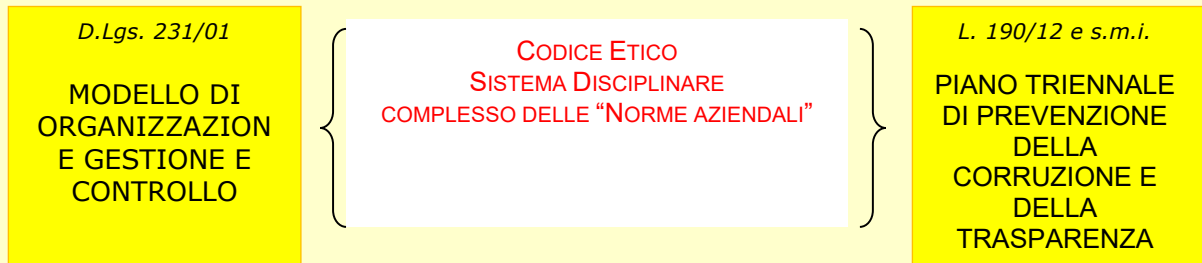 D.Lgs. 231/01
MODELLO DI
ORGANIZZAZION
E GESTIONE E
CONTROLLO
CODICE ETICO
SISTEMA DISCIPLINARE
COMPLESSO DELLE “NORME AZIENDALI”
L. 190/12 e s.m.i.
PIANO TRIENNALE
DI PREVENZIONE
DELLA
CORRUZIONE E
DELLA
TRASPARENZA